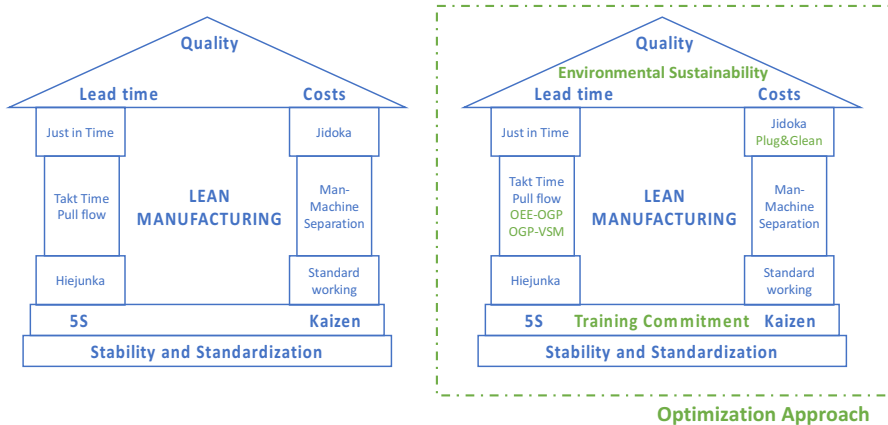 Quality
Lead time
Costs
Just in Time
Jidoka
Takt Time
Pull flow
LEAN
MANUFACTURING
Man-
Machine
Separation
Hiejunka
Standard
working
5S
Kaizen
Stability and Standardization
Quality
Environmental Sustainability
Lead time
Costs
Just in Time
Jidoka
Plug&Glean
Takt Time
Pull flow
OEE-OGP
OGP-VSM
LEAN
MANUFACTURING
Man-
Machine
Separation
Hiejunka
Standard
working
5S
Training Commitment
Kaizen
Stability and Standardization
Optimization Approach